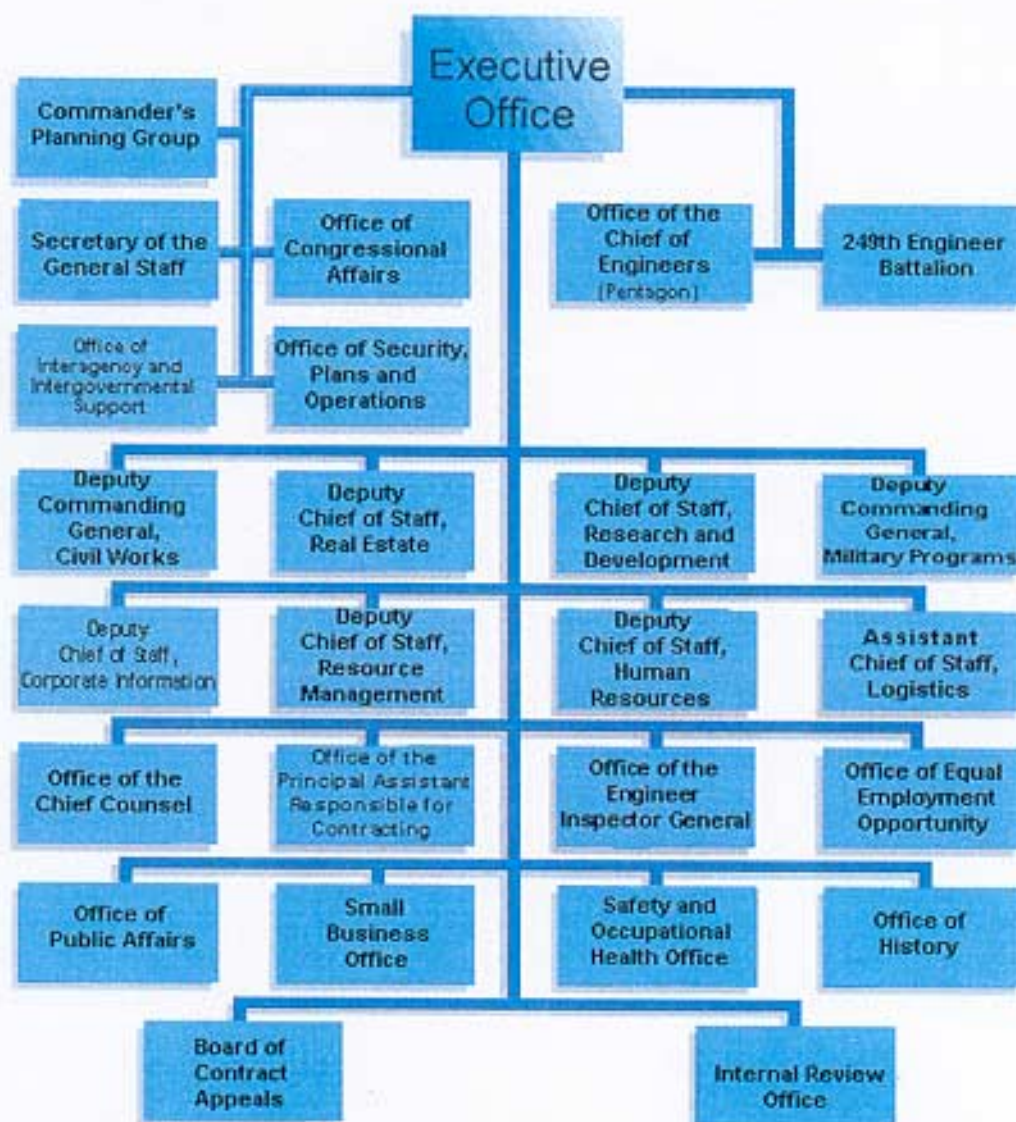 Executive
Office
Commander's
Planning Group
Secretary of the
General Staff
Office of
Congressional
Affairs
Office of the
Chief of
Engineers
(Pentagon)
249th Engineer
Battalion
Office of
Interagency and
Intergovernmental
Support
Office of Security,
Plans and
Operations
Deputy
Commanding
General,
Civil Works
Deputy
Chief of Staff,
Real Estate
Deputy
Chief of Staff,
Research and
Development
Deputy
Commanding
General,
Military Programs
Deputy
Chief of Staff,
Corporate Information
Deputy
Chief of Staff,
Resource
Management
Deputy
Chief of Staff,
Human
Resources
Assistant
Chief of Staff,
Logistics
Office of the
Chief Counsel
Office of the
Principal Assistant
Responsible for
Contracting
Office of the
Engineer
Inspector General
Office of Equal
Employment
Opportunity
Office of
Public Affairs
Small
Business
Office
Safety and
Occupational
Health Office
Office of
History
Board of
Contract
Appeals
Internal Review
Office